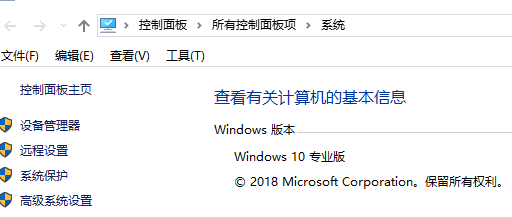 控制面板 > 所有控制面板项 > 系统
文件(F) 编辑(E) 查看(V) 工具(T)
控制面板主页
查看有关计算机的基本信息
Windows 版本
设备管理器
远程设置
Windows 10 专业版
系统保护
© 2018 Microsoft Corporation。保留所有权利。
高级系统设置